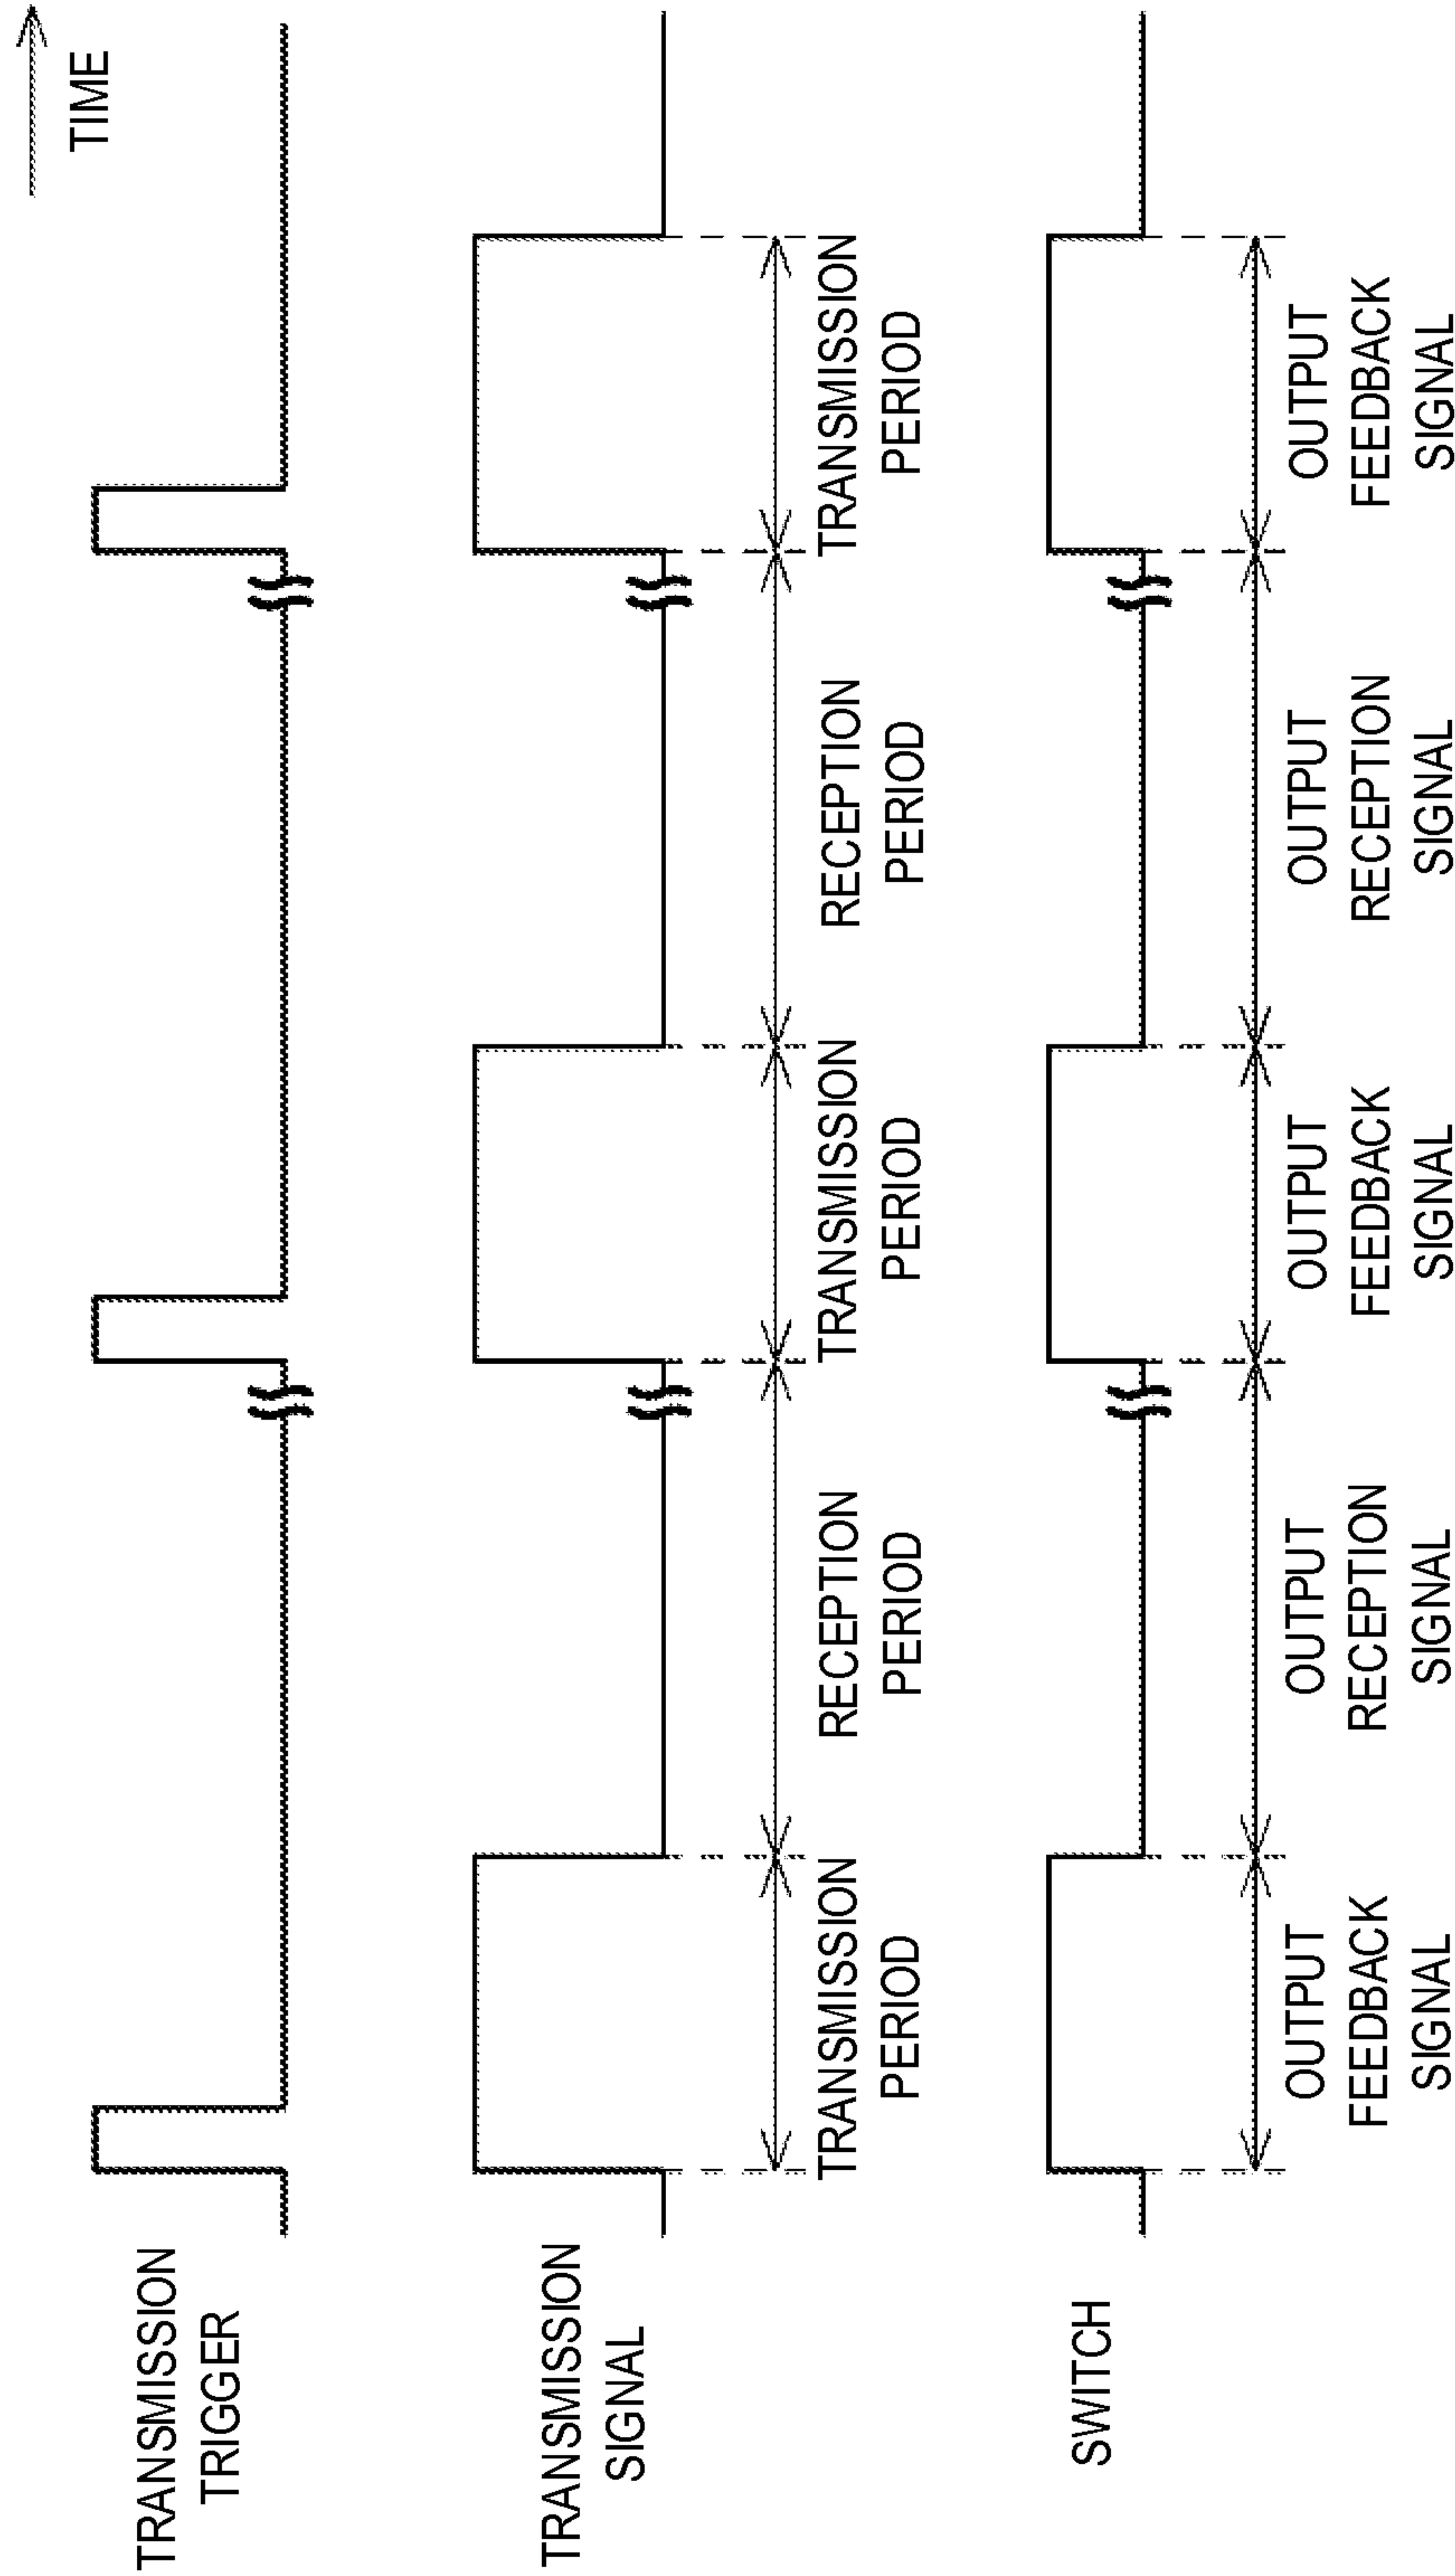 TIME
TRANSMISSION
TRIGGER
TRANSMISSION
SIGNAL
TRANSMISSION
PERIOD
RECEPTION
PERIOD
TRANSMISSION
PERIOD
RECEPTION
PERIOD
TRANSMISSION
PERIOD
SWITCH
OUTPUT
FEEDBACK
SIGNAL
OUTPUT
RECEPTION
SIGNAL
OUTPUT
FEEDBACK
SIGNAL
OUTPUT
RECEPTION
SIGNAL
OUTPUT
FEEDBACK
SIGNAL